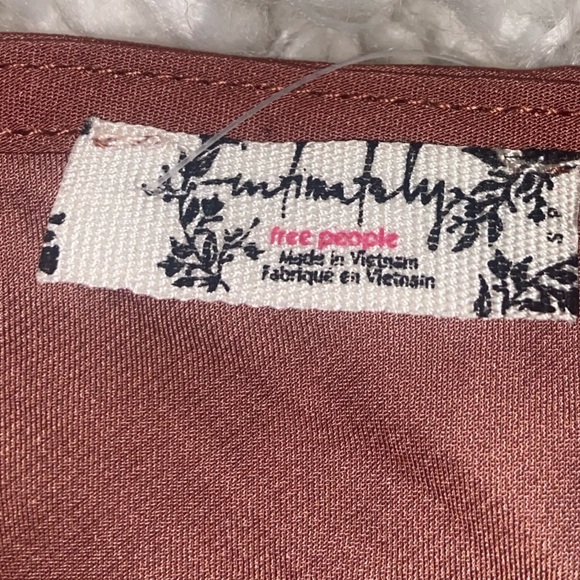 intimately
free people
Made in Vietnam
Fabriqué en Vietnam
S P